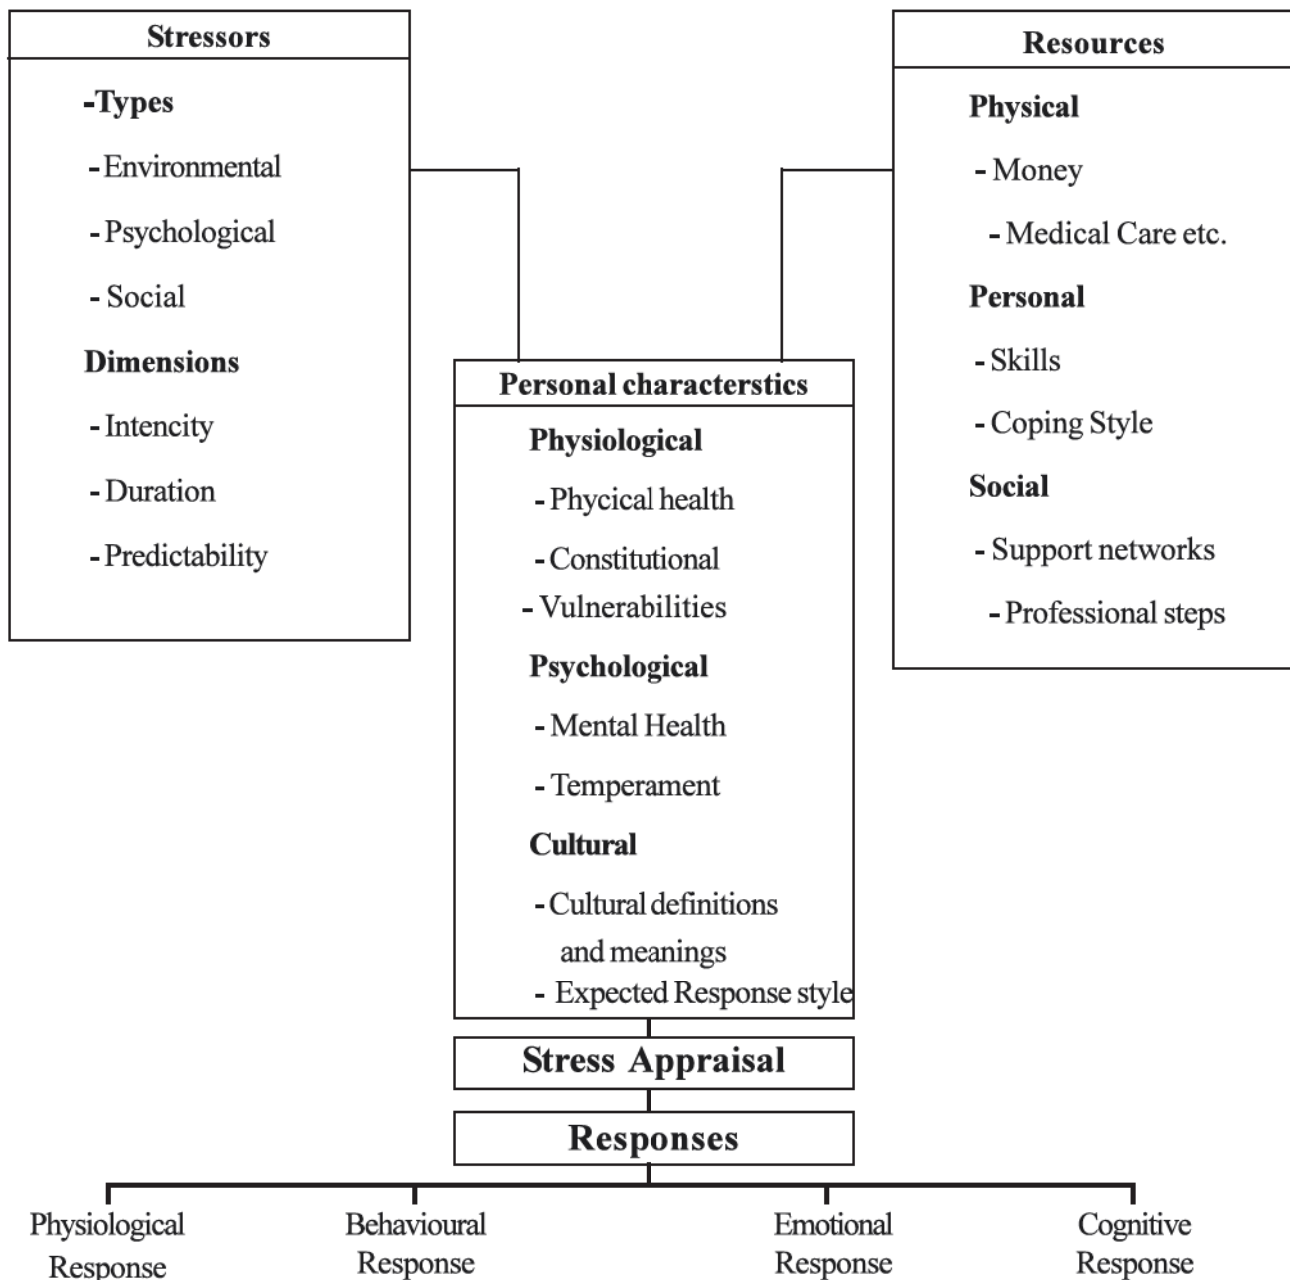 Stressors
-Types
- Environmental
- Psychological
- Social
Dimensions
- Intencity
- Duration
- Predictability
Resources
Physical
- Money
- Medical Care etc.
Personal
- Skills
- Coping Style
Social
- Support networks
- Professional steps
Personal characterstics
Physiological
- Phycical health
- Constitutional
- Vulnerabilities
Psychological
- Mental Health
- Temperament
Cultural
- Cultural definitions
and meanings
- Expected Response style
Stress Appraisal
Responses
Physiological
Response
Behavioural
Response
Emotional
Response
Cognitive
Response